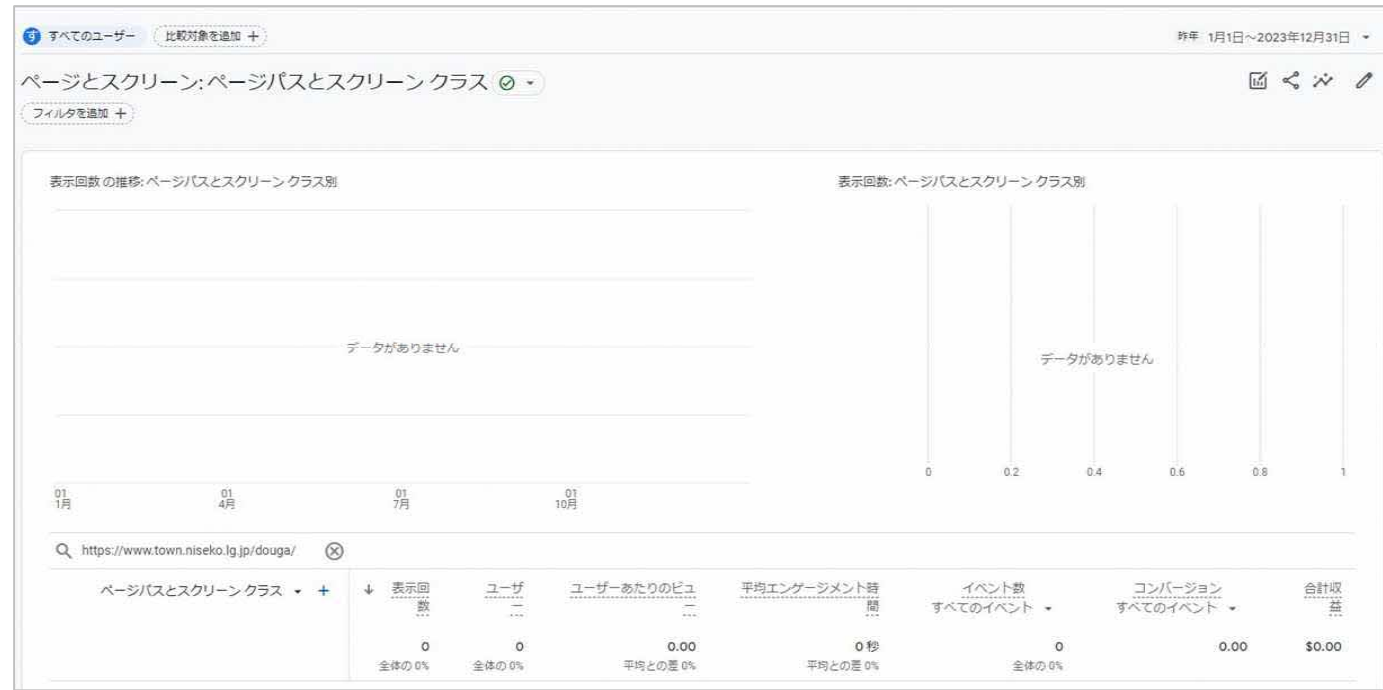 す すべてのユーザー 比較対象を追加 +
昨年 1月1日～2023年12月31日
ページとスクリーン: ページパスとスクリーン クラス
フィルタを追加 +
表示回数 の推移: ページパスとスクリーン クラス別
表示回数: ページパスとスクリーン クラス別
データがありません
データがありません
0 0.2 0.4 0.6 0.8 1
01 01 01 01
1月 4月 7月 10月
https://www.town.niseko.lg.jp/douga/
ページパスとスクリーン クラス +
↓ 表示回
数
ユーザ
ー
ユーザーあたりのビュ
ー
平均エンゲージメント時
間
イベント数
すべてのイベント
コンバージョン
すべてのイベント
合計収
益
0 0 0.00 0 秒 0 0.00 $0.00
全体の 0% 全体の 0% 平均との差 0% 平均との差 0% 全体の 0%